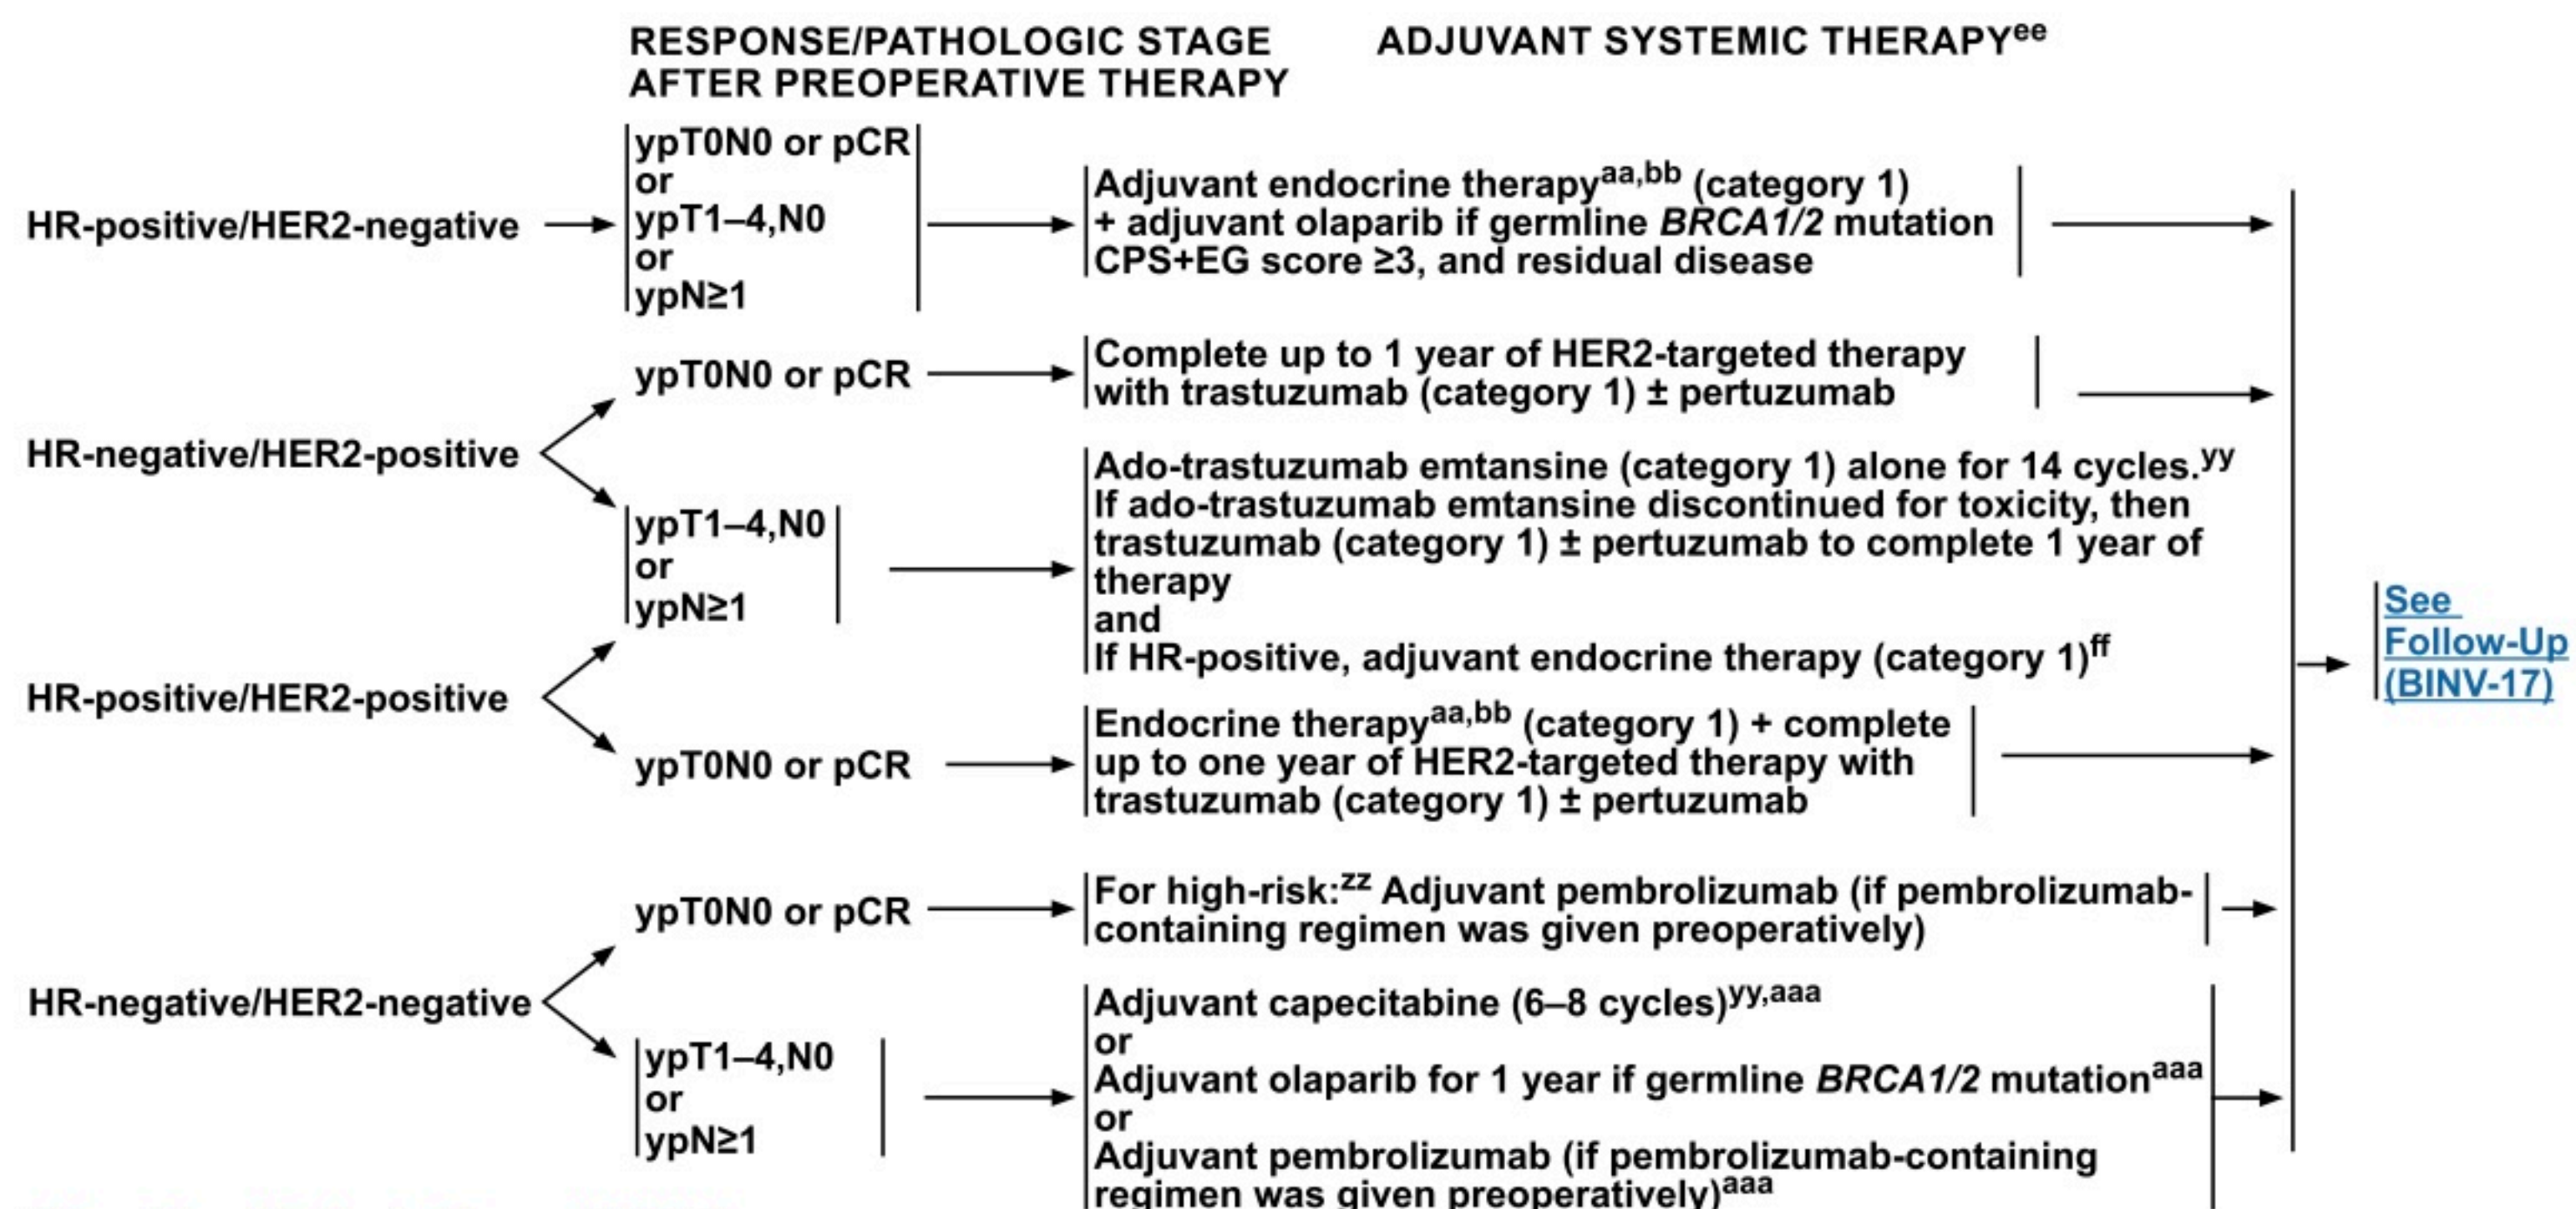 RESPONSE/PATHOLOGIC STAGE
AFTER PREOPERATIVE THERAPY
ADJUVANT SYSTEMIC THERAPYee
HR-positive/HER2-negative
ypT0N0 or pCR
or
ypT1–4,N0
or
ypN≥1
Adjuvant endocrine therapyaa,bb (category 1)
+ adjuvant olaparib if germline BRCA1/2 mutation
CPS+EG score ≥3, and residual disease
HR-negative/HER2-positive
ypT0N0 or pCR
Complete up to 1 year of HER2-targeted therapy
with trastuzumab (category 1) ± pertuzumab
ypT1–4,N0
or
ypN≥1
Ado-trastuzumab emtansine (category 1) alone for 14 cycles.yy
If ado-trastuzumab emtansine discontinued for toxicity, then
trastuzumab (category 1) ± pertuzumab to complete 1 year of
therapy
and
If HR-positive, adjuvant endocrine therapy (category 1)ff
HR-positive/HER2-positive
ypT0N0 or pCR
Endocrine therapyaa,bb (category 1) + complete
up to one year of HER2-targeted therapy with
trastuzumab (category 1) ± pertuzumab
HR-negative/HER2-negative
ypT0N0 or pCR
For high-risk:zz Adjuvant pembrolizumab (if pembrolizumab-
containing regimen was given preoperatively)
ypT1–4,N0
or
ypN≥1
Adjuvant capecitabine (6–8 cycles)yy,aaa
or
Adjuvant olaparib for 1 year if germline BRCA1/2 mutationaaa
or
Adjuvant pembrolizumab (if pembrolizumab-containing
regimen was given preoperatively)aaa
See
Follow-Up
(BINV-17)